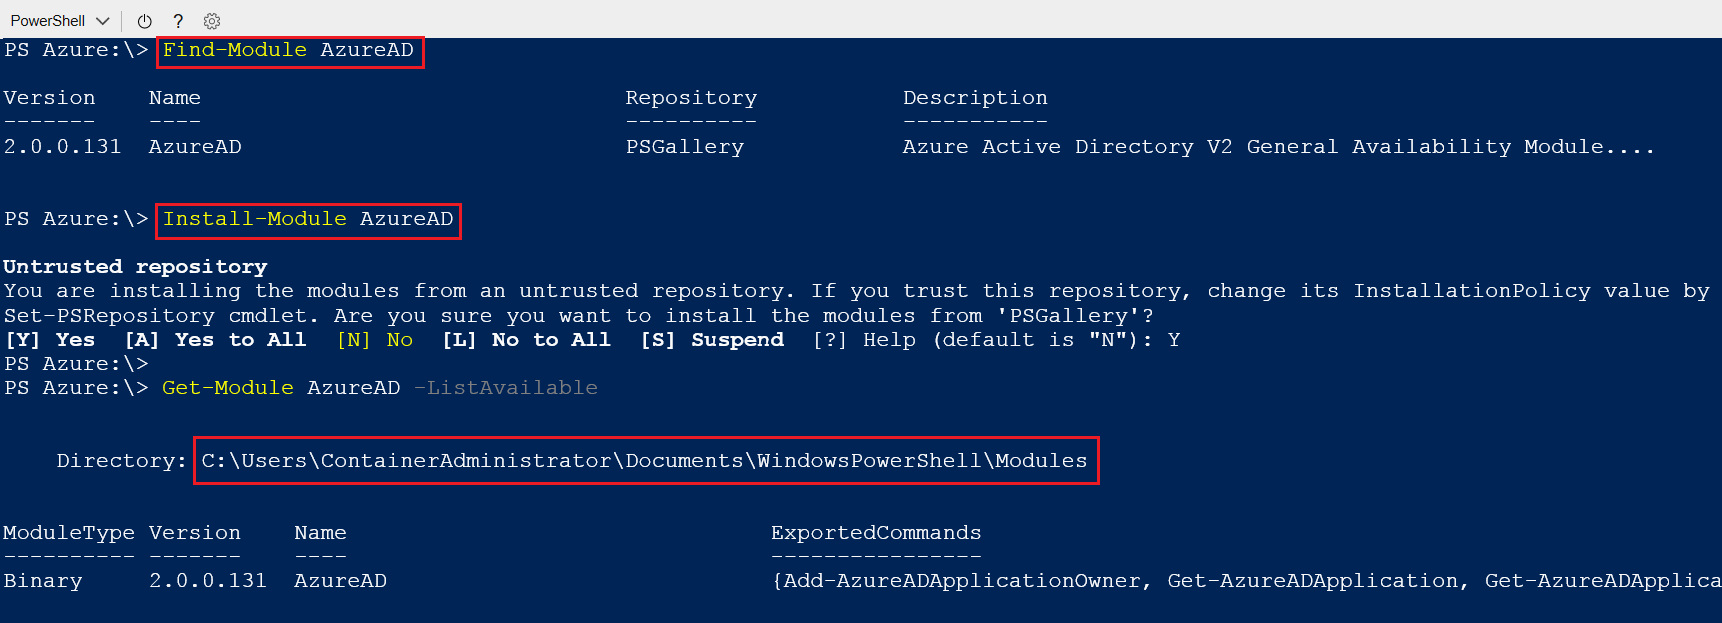 PowerShell
?
PS Azure:\> Find-Module AzureAD
Version    Name    Repository    Description
-------    ----    ----------    -----------
2.0.0.131  AzureAD    PSGallery    Azure Active Directory V2 General Availability Module....
PS Azure:\> Install-Module AzureAD
Untrusted repository
You are installing the modules from an untrusted repository. If you trust this repository, change its InstallationPolicy value by
Set-PSRepository cmdlet. Are you sure you want to install the modules from 'PSGallery'?
[Y] Yes  [A] Yes to All  [N] No  [L] No to All  [S] Suspend  [?] Help (default is "N"): Y
PS Azure:\>
PS Azure:\> Get-Module AzureAD -ListAvailable
Directory: C:\Users\ContainerAdministrator\Documents\WindowsPowerShell\Modules
ModuleType Version    Name    ExportedCommands
---------- -------    ----    ----------------
Binary     2.0.0.131  AzureAD    {Add-AzureADApplicationOwner, Get-AzureADApplication, Get-AzureADApplica